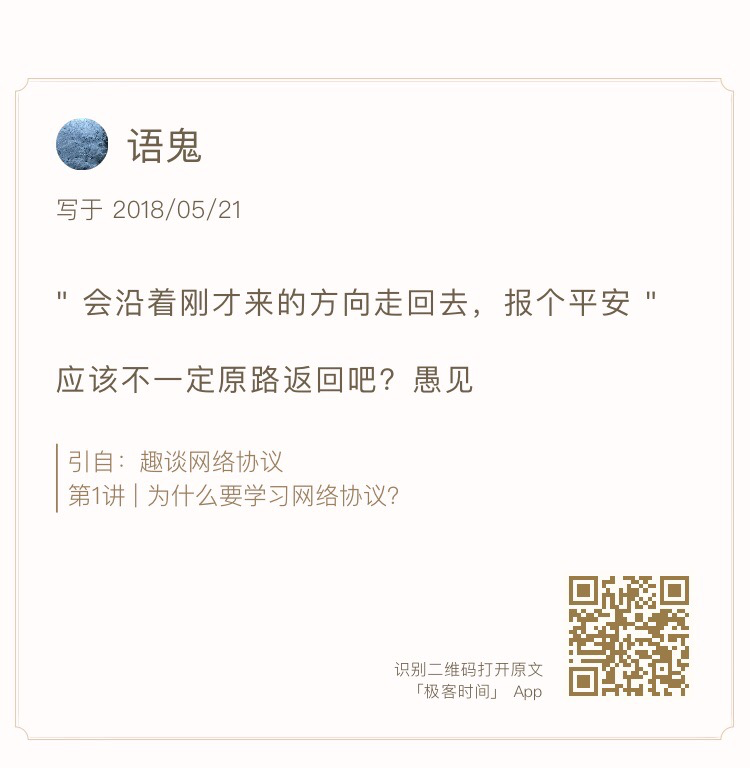 语鬼
写于 2018/05/21
" 会沿着刚才来的方向走回去，报个平安 "
应该不一定原路返回吧？愚见
引自：趣谈网络协议
第1讲 | 为什么要学习网络协议？
识别二维码打开原文
「极客时间」 App